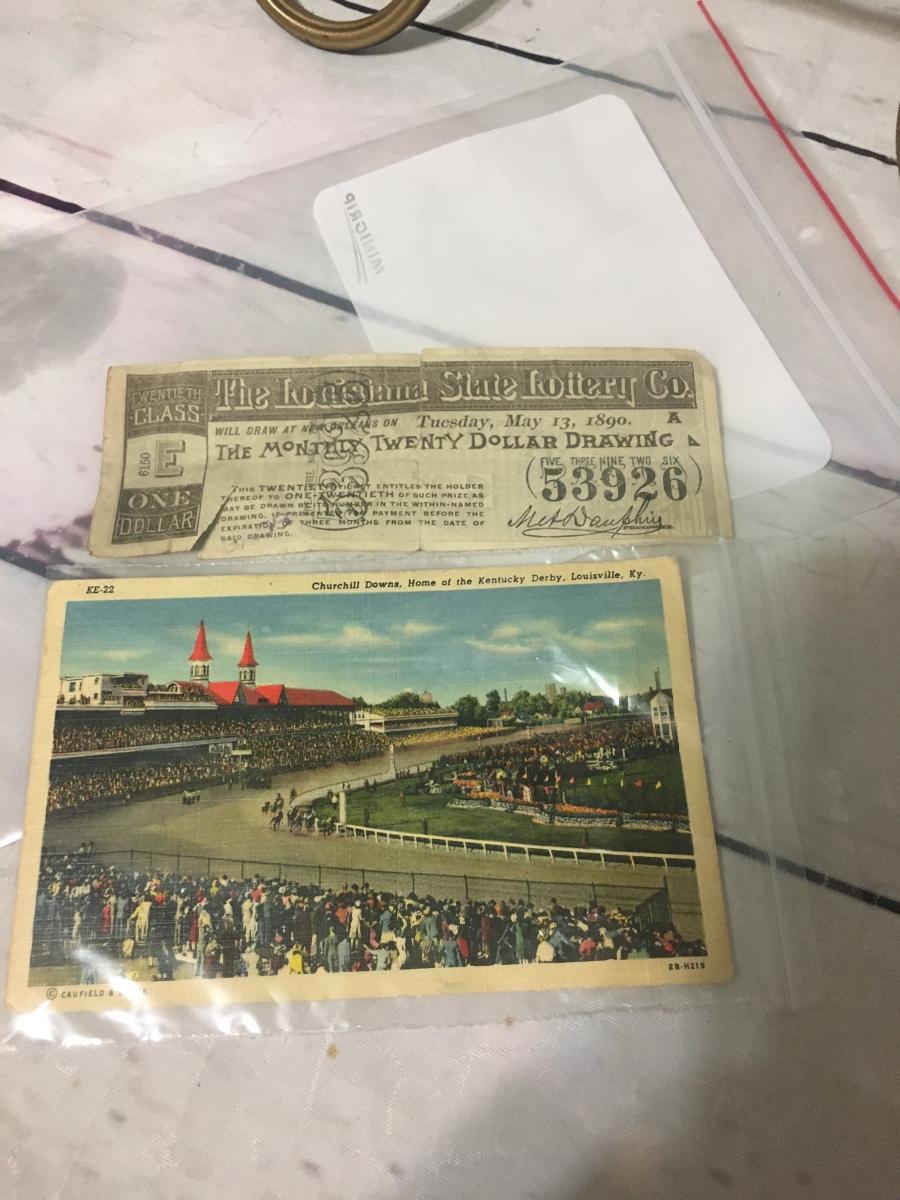 MINIGRIP
TWENTIETH
CLASS
E
6150
ONE
DOLLAR
The Louisiana State Lottery Co.
WILL DRAW AT NEW ORLEANS ON Tuesday, May 13, 1890. A
THE MONTHLY TWENTY DOLLAR DRAWING
THIS TWENTIETH TICKET ENTITLES THE HOLDER
THEREOF TO ONE-TWENTIETH OF SUCH PRIZE AS
MAY BE DRAWN BY ITS NUMBER IN THE WITHIN-NAMED
DRAWING, IF PRESENTED FOR PAYMENT BEFORE THE
EXPIRATION OF THREE MONTHS FROM THE DATE OF
SAID DRAWING.
FIVE THREE NINE TWO SIX
(53926)
M A Dauphin
PRESIDENT
53926
KE-22
Churchill Downs, Home of the Kentucky Derby, Louisville, Ky.
© CAUFIELD &
8B-H219